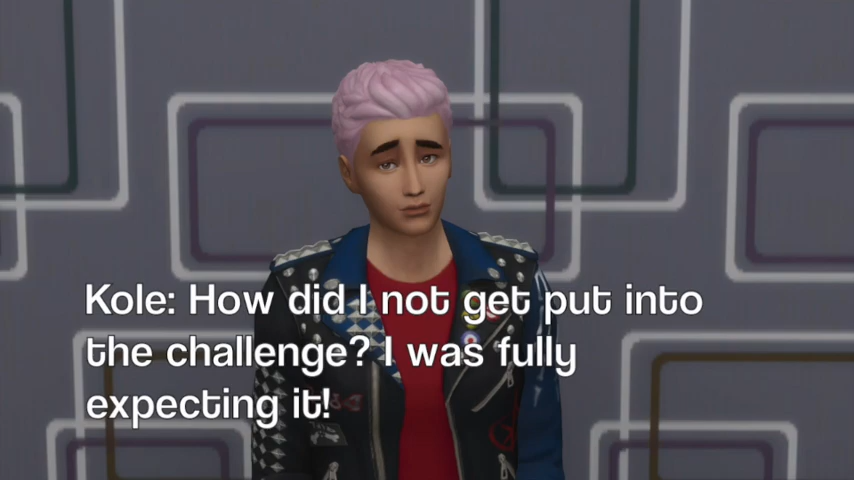 Kole: How did I not get put into
the challenge? I was fully
expecting it!